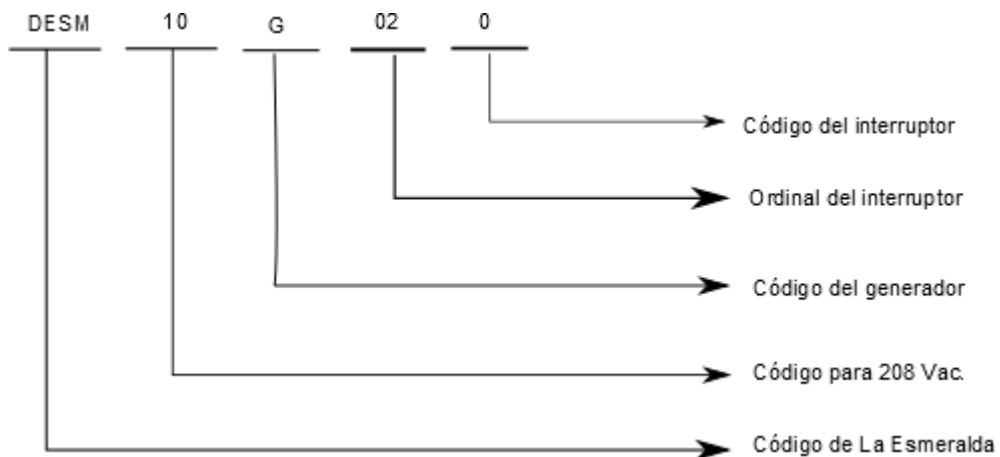 DESM 10 G 02 0
Código del interruptor
Ordinal del interruptor
Código del generador
Código para 208 Vac.
Código de La Esmeralda